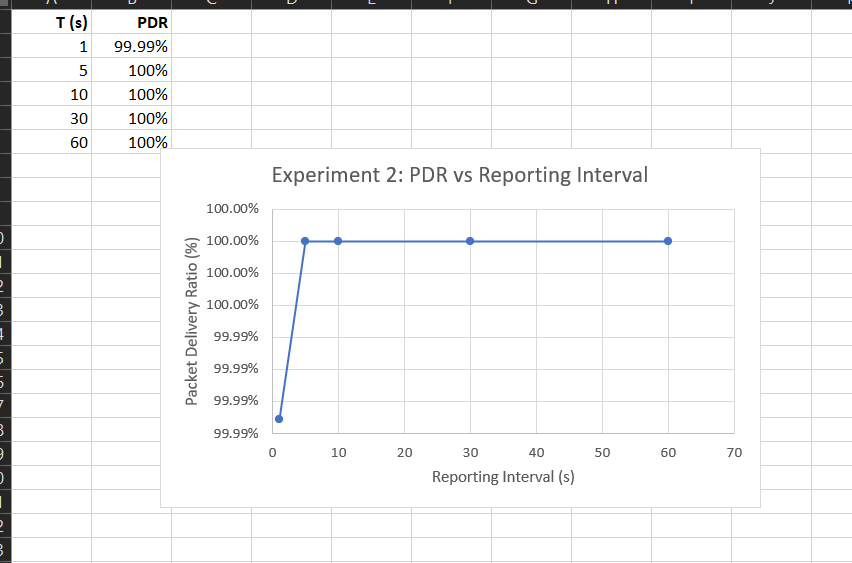 T (s) PDR
1 99.99%
5 100%
10 100%
30 100%
60 100%
Experiment 2: PDR vs Reporting Interval
100.00%
100.00%
100.00%
100.00%
99.99%
99.99%
99.99%
99.99%
Packet Delivery Ratio (%)
0 10 20 30 40 50 60 70
Reporting Interval (s)